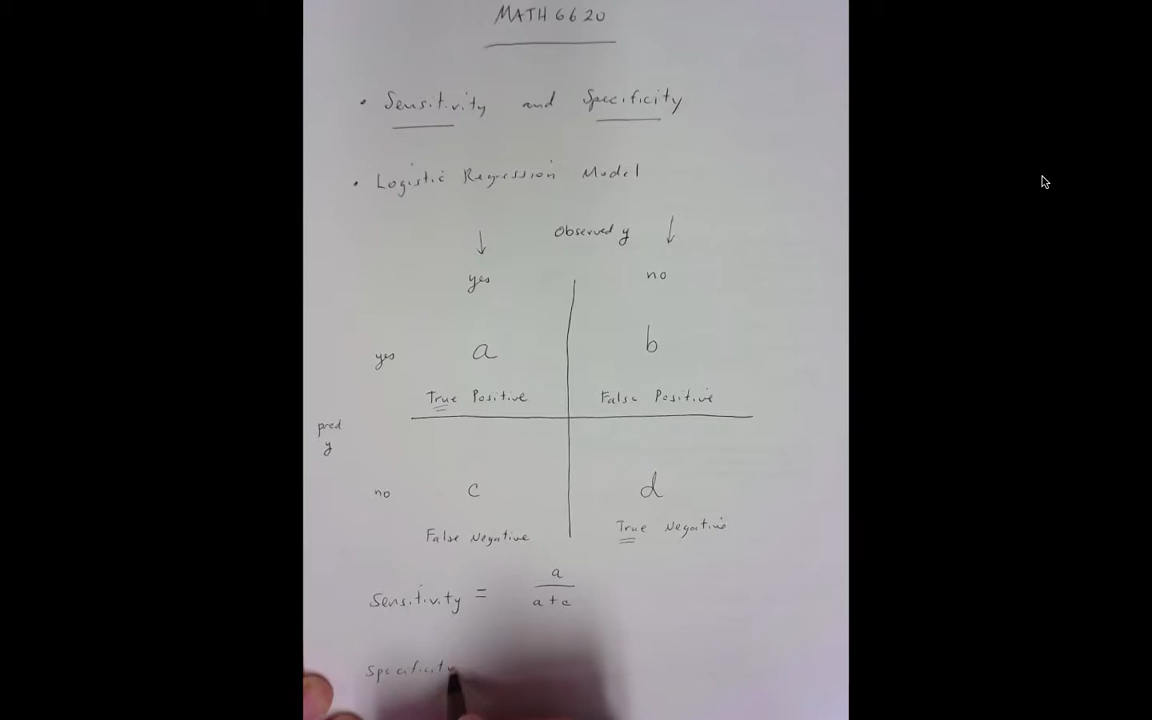 MATH 6620
• Sensitivity and Specificity
• Logistic Regression Model
Observed y
yes no
yes a b
True Positive False Positive
pred
y
no c d
False Negative True Negative
Sensitivity = a
a + c
Specificity